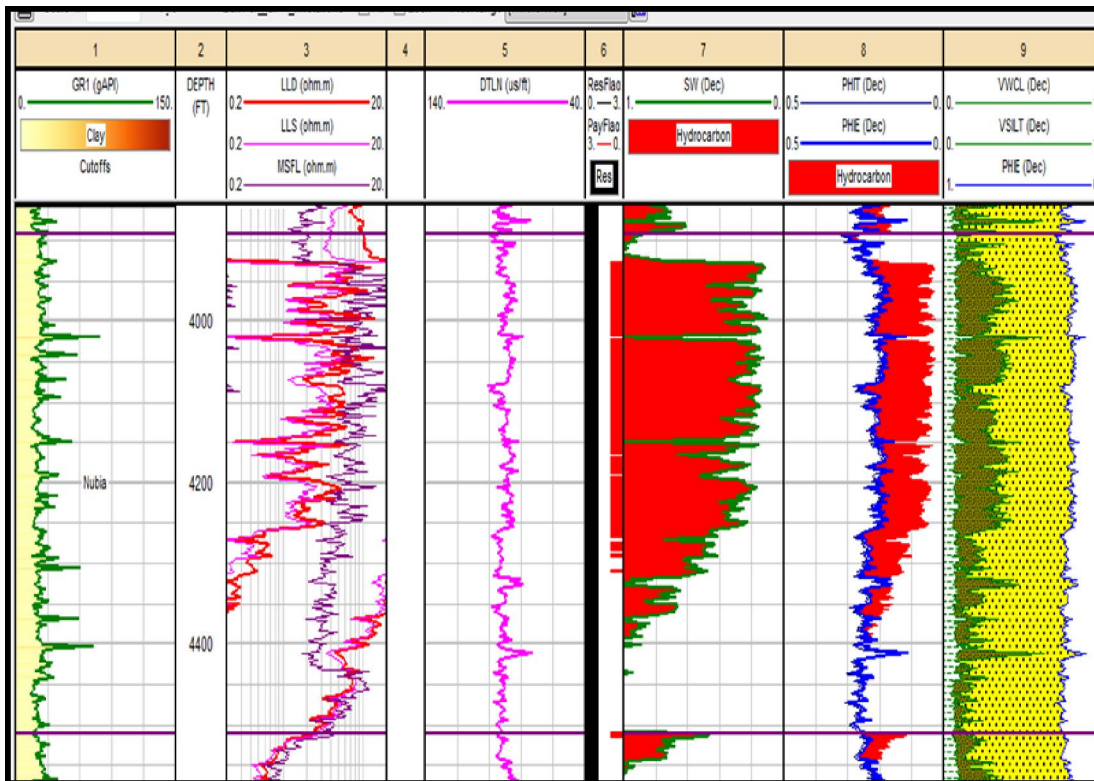 1 2 3 4 5 6 7 8 9
GR1 (gAPI)
0. 150.
Clay
Cutoffs
DEPTH
(FT)
LLD (ohm.m)
0.2 20.
LLS (ohm.m)
0.2 20.
MSFL (ohm.m)
0.2 20.
DTLN (us/ft)
140. 40.
ResFlag
0. 3.
PayFlag
3. 0.
Res
SW (Dec)
1. 0.
Hydrocarbon
PHIT (Dec)
0.5 0.
PHIE (Dec)
0.5 0.
Hydrocarbon
VWCL (Dec)
0.
VSILT (Dec)
0.
PHIE (Dec)
1.
4000
Nubia 4200
4400